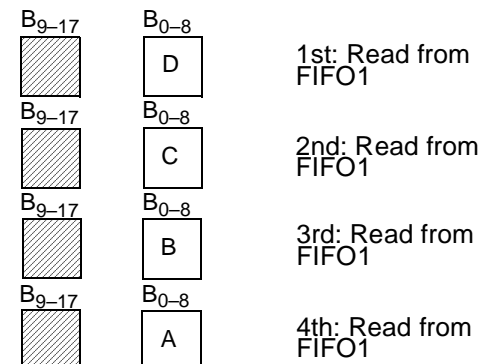 B9–17 B0–8
D 1st: Read from
FIFO1
B9–17 B0–8
C 2nd: Read from
FIFO1
B9–17 B0–8
B 3rd: Read from
FIFO1
B9–17 B0–8
A 4th: Read from
FIFO1